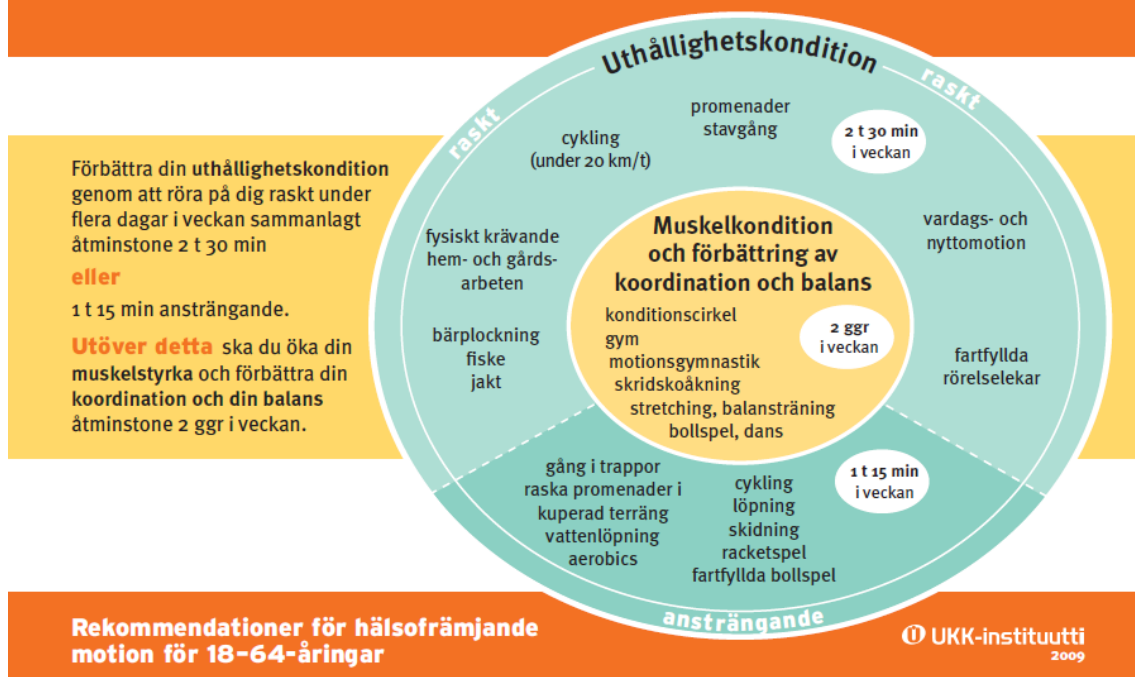 Förbättra din uthållighetskondition
genom att röra på dig raskt under
flera dagar i veckan sammanlagt
åtminstone 2 t 30 min
eller
1 t 15 min ansträngande.
Utöver detta ska du öka din
muskelstyrka och förbättra din
koordination och din balans
åtminstone 2 ggr i veckan.
Uthållighetskondition
raskt
raskt
promenader
stavgång
2 t 30 min
i veckan
cykling
(under 20 km/t)
fysiskt krävande
hem- och gårds-
arbeten
bärplockning
fiske
jakt
vardags- och
nyttomotion
fartfyllda
rörelselekar
Muskelkondition
och förbättring av
koordination och balans
konditionscirkel
gym
motionsgymnastik
skridskoåkning
stretching, balansträning
bollspel, dans
2 ggr
i veckan
gång i trappor
raska promenader i
kuperad terräng
vattenlöpning
aerobics
cykling
löpning
skidning
racketspel
fartfyllda bollspel
1 t 15 min
i veckan
ansträngande
Rekommendationer för hälsofrämjande
motion för 18–64-åringar
UKK-instituutti
2009